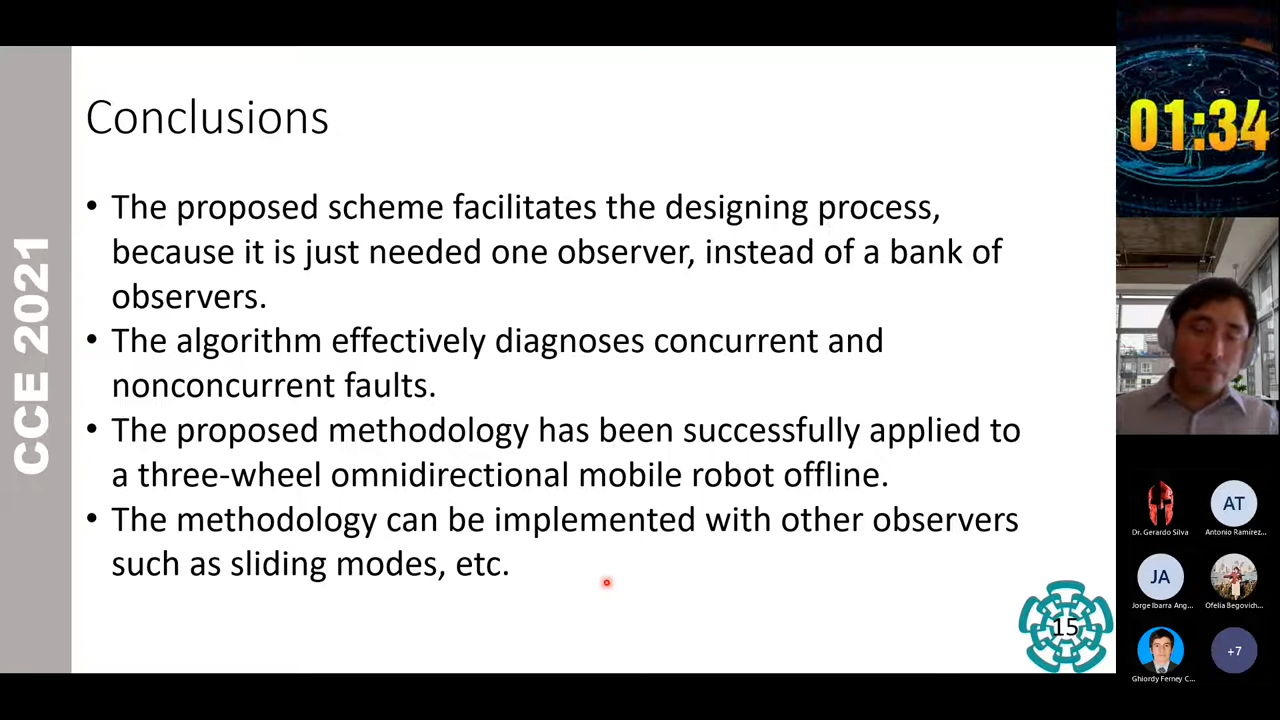 Conclusions
• The proposed scheme facilitates the designing process,
because it is just needed one observer, instead of a bank of
observers.
• The algorithm effectively diagnoses concurrent and
nonconcurrent faults.
• The proposed methodology has been successfully applied to
a three-wheel omnidirectional mobile robot offline.
• The methodology can be implemented with other observers
such as sliding modes, etc.
CCE 2021
15
01:34
Dr. Gerardo Silva
AT
Antonio Ramírez...
JA
Jorge Ibarra Ang...
Ofelia Begovich...
Ghiordy Ferney C...
+7